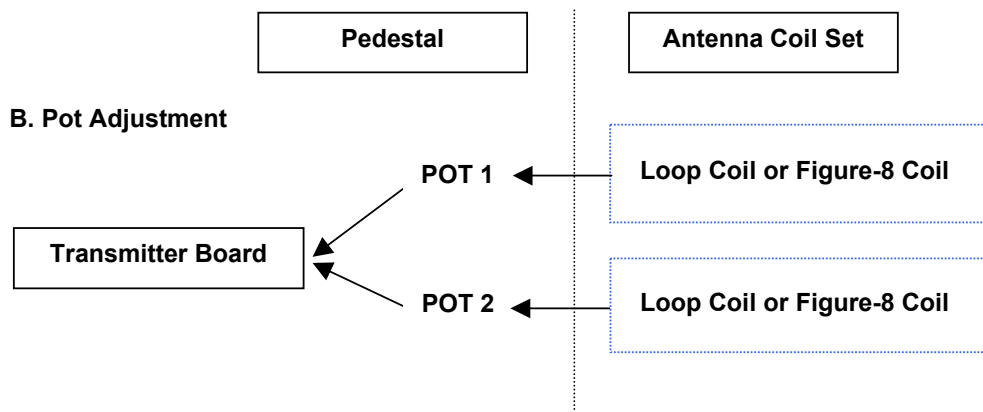 Pedestal
Antenna Coil Set
B. Pot Adjustment
POT 1
Loop Coil or Figure-8 Coil
Transmitter Board
POT 2
Loop Coil or Figure-8 Coil